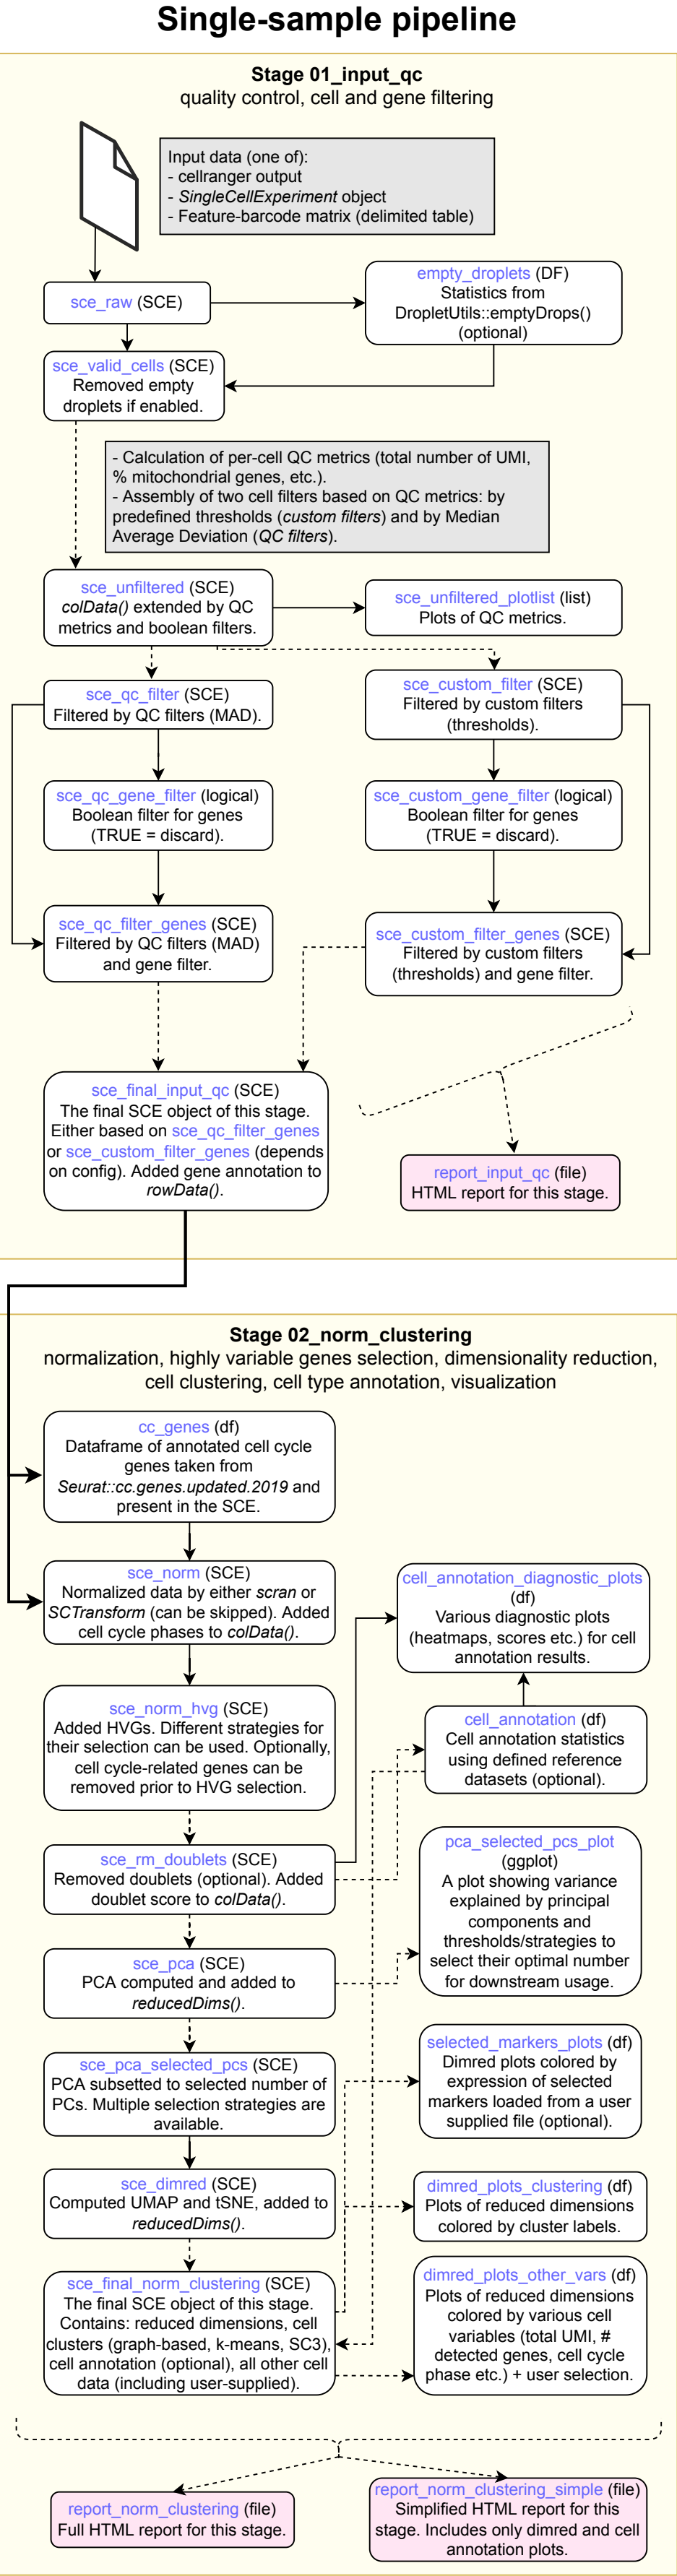 Single-sample pipeline
Stage 01_input_qc
quality control, cell and gene filtering
Input data (one of):
- cellranger output
- SingleCellExperiment object
- Feature-barcode matrix (delimited table)
sce_raw (SCE)
empty_droplets (DF)
Statistics from
DropletUtils::emptyDrops()
(optional)
sce_valid_cells (SCE)
Removed empty
droplets if enabled.
- Calculation of per-cell QC metrics (total number of UMI,
% mitochondrial genes, etc.).
- Assembly of two cell filters based on QC metrics: by
predefined thresholds (custom filters) and by Median
Average Deviation (QC filters).
sce_unfiltered (SCE)
colData() extended by QC
metrics and boolean filters.
sce_unfiltered_plotlist (list)
Plots of QC metrics.
sce_qc_filter (SCE)
Filtered by QC filters (MAD).
sce_custom_filter (SCE)
Filtered by custom filters
(thresholds).
sce_qc_gene_filter (logical)
Boolean filter for genes
(TRUE = discard).
sce_custom_gene_filter (logical)
Boolean filter for genes
(TRUE = discard).
sce_qc_filter_genes (SCE)
Filtered by QC filters (MAD)
and gene filter.
sce_custom_filter_genes (SCE)
Filtered by custom filters
(thresholds) and gene filter.
sce_final_input_qc (SCE)
The final SCE object of this stage.
Either based on sce_qc_filter_genes
or sce_custom_filter_genes (depends
on config). Added gene annotation to
rowData().
report_input_qc (file)
HTML report for this stage.
Stage 02_norm_clustering
normalization, highly variable genes selection, dimensionality reduction,
cell clustering, cell type annotation, visualization
cc_genes (df)
Dataframe of annotated cell cycle
genes taken from
Seurat::cc.genes.updated.2019 and
present in the SCE.
sce_norm (SCE)
Normalized data by either scran or
SCTransform (can be skipped). Added
cell cycle phases to colData().
cell_annotation_diagnostic_plots
(df)
Various diagnostic plots
(heatmaps, scores etc.) for cell
annotation results.
sce_norm_hvg (SCE)
Added HVGs. Different strategies for
their selection can be used. Optionally,
cell cycle-related genes can be
removed prior to HVG selection.
cell_annotation (df)
Cell annotation statistics
using defined reference
datasets (optional).
sce_rm_doublets (SCE)
Removed doublets (optional). Added
doublet score to colData().
pca_selected_pcs_plot
(ggplot)
A plot showing variance
explained by principal
components and
thresholds/strategies to
select their optimal number
for downstream usage.
sce_pca (SCE)
PCA computed and added to
reducedDims().
sce_pca_selected_pcs (SCE)
PCA subsetted to selected number of
PCs. Multiple selection strategies are
available.
selected_markers_plots (df)
Dimred plots colored by
expression of selected
markers loaded from a user
supplied file (optional).
sce_dimred (SCE)
Computed UMAP and tSNE, added to
reducedDims().
dimred_plots_clustering (df)
Plots of reduced dimensions
colored by cluster labels.
sce_final_norm_clustering (SCE)
The final SCE object of this stage.
Contains: reduced dimensions, cell
clusters (graph-based, k-means, SC3),
cell annotation (optional), all other cell
data (including user-supplied).
dimred_plots_other_vars (df)
Plots of reduced dimensions
colored by various cell
variables (total UMI, #
detected genes, cell cycle
phase etc.) + user selection.
report_norm_clustering (file)
Full HTML report for this stage.
report_norm_clustering_simple (file)
Simplified HTML report for this
stage. Includes only dimred and cell
annotation plots.